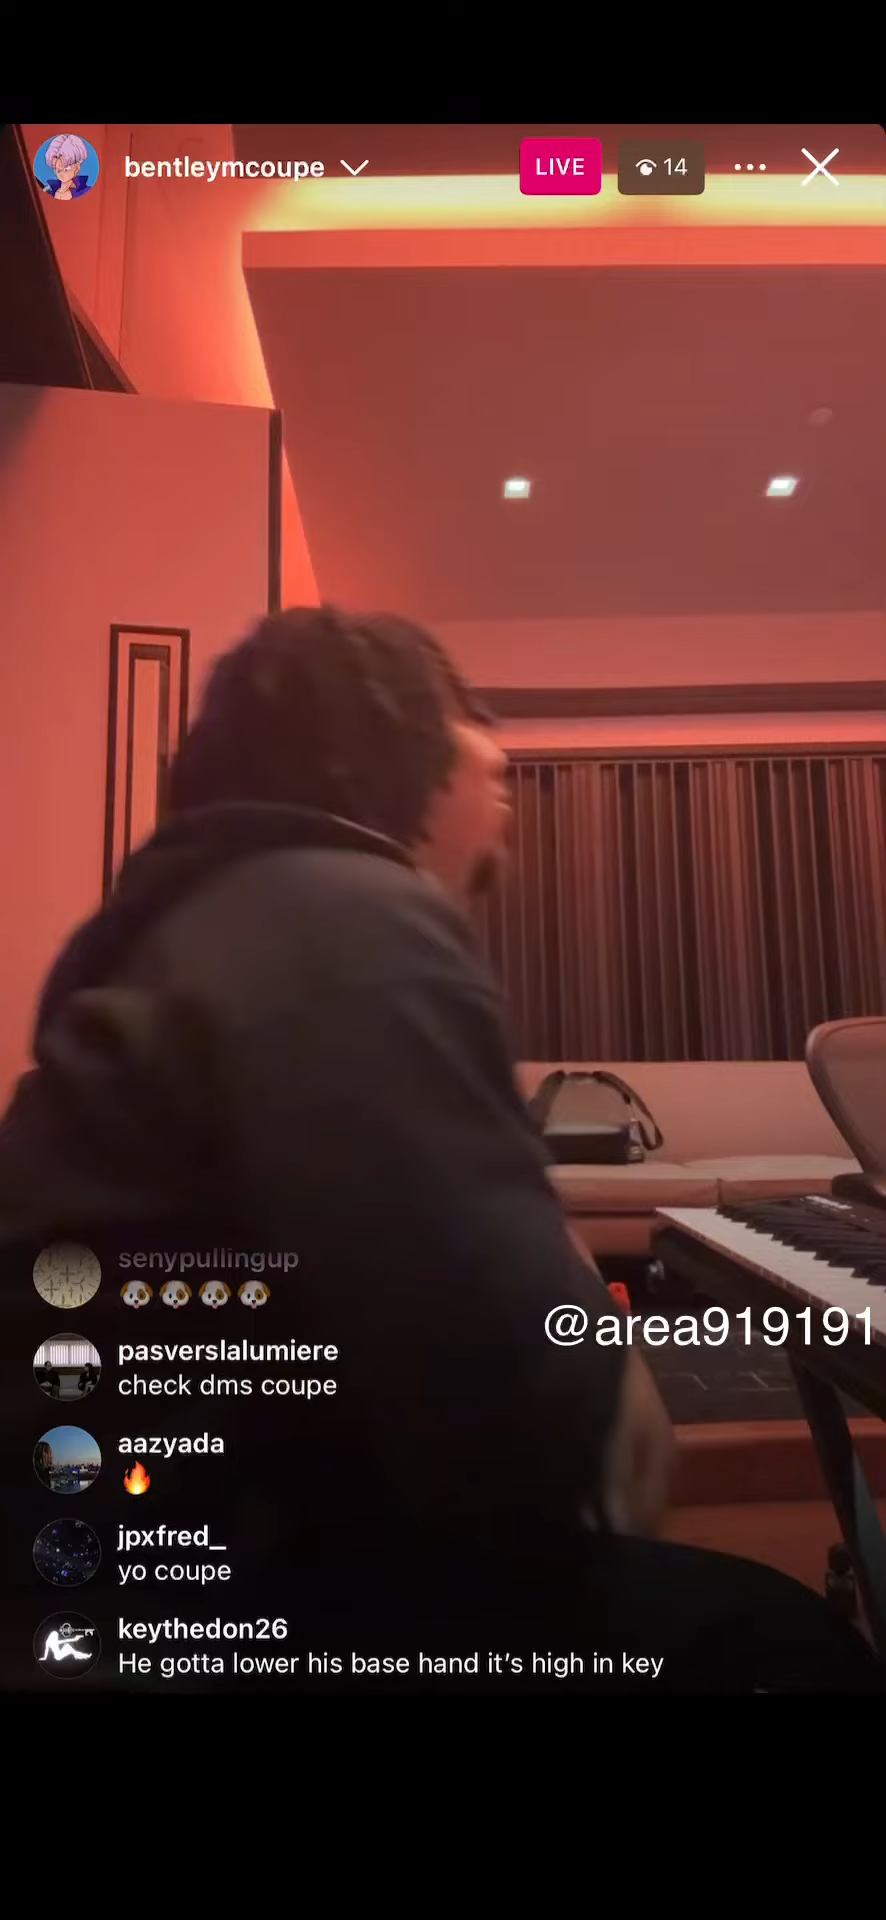 bentleymcoupe
LIVE
14
senypullingup
🐶🐶🐶🐶
pasverslalumiere
check dms coupe
@area919191
aazyada
🔥
jpxfred_
yo coupe
keythedon26
He gotta lower his base hand it’s high in key